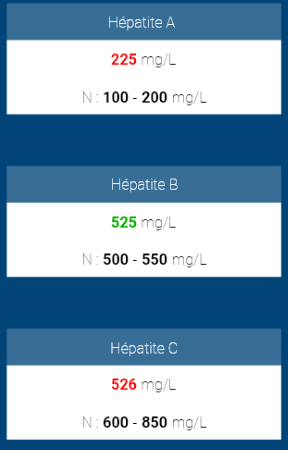 Hépatite A
225 mg/L
N : 100 - 200 mg/L
Hépatite B
525 mg/L
N : 500 - 550 mg/L
Hépatite C
526 mg/L
N : 600 - 850 mg/L